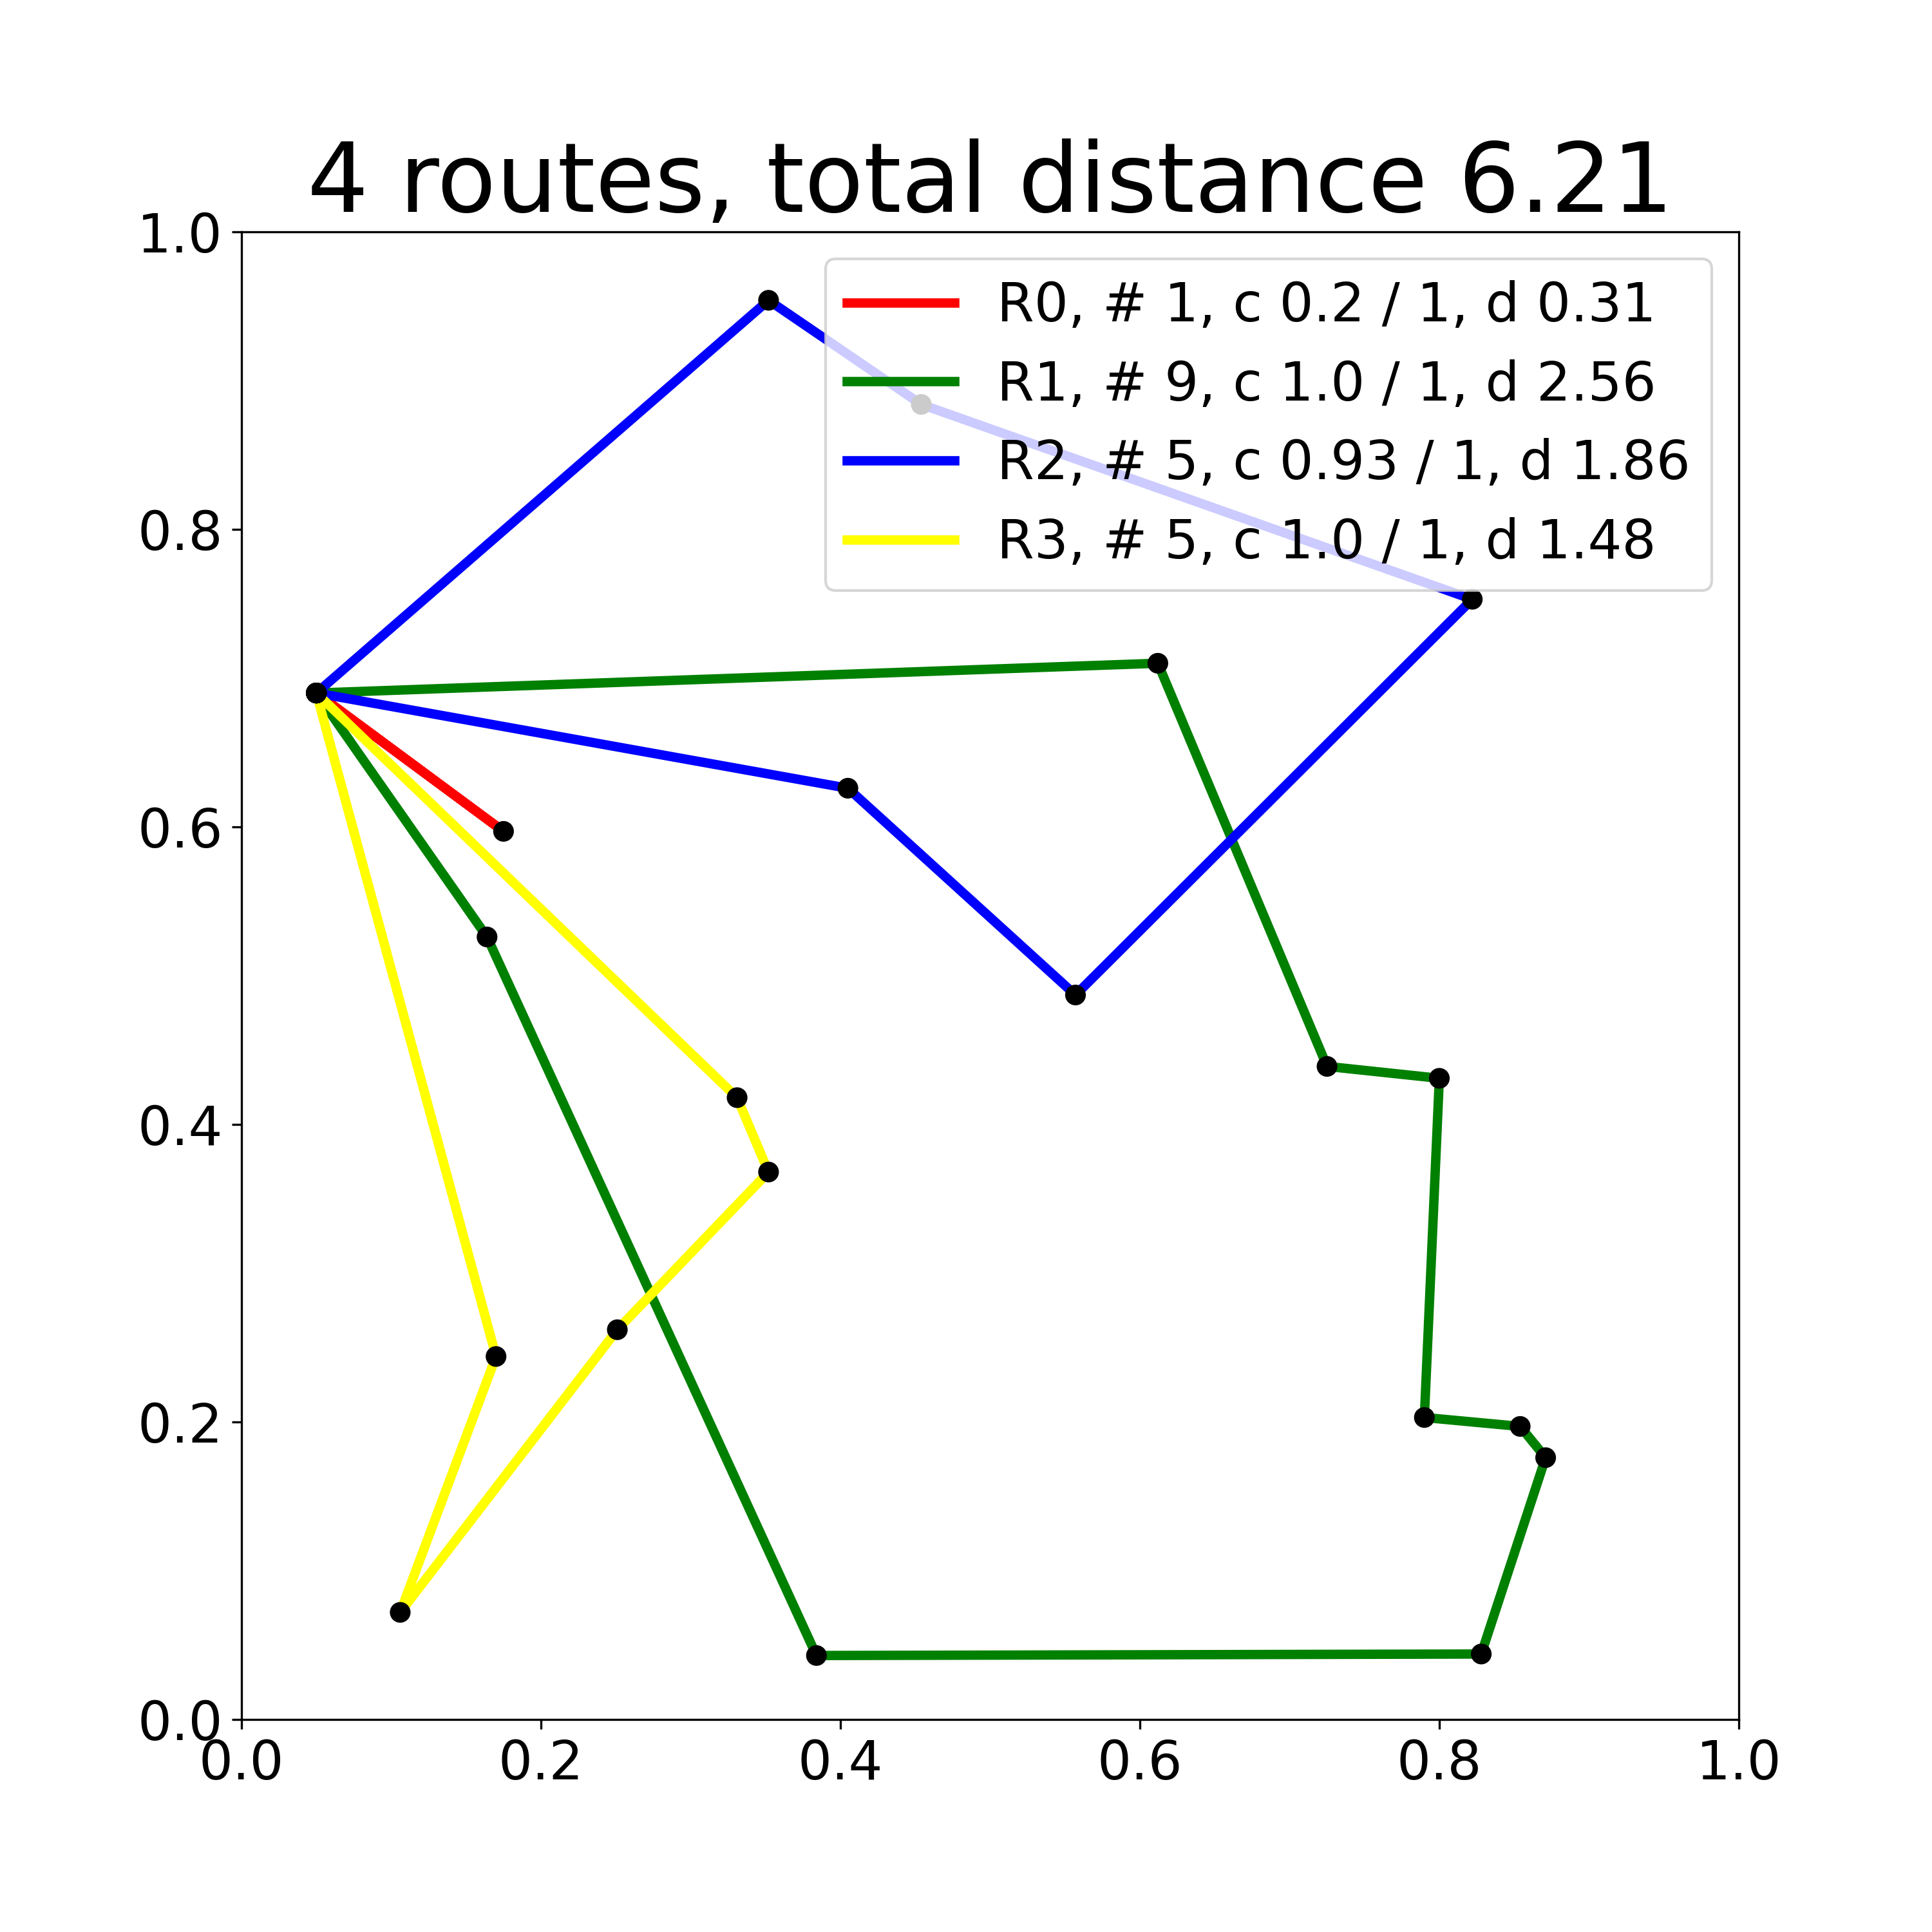 4 routes, total distance 6.21
R0, # 1, c 0.2 / 1, d 0.31
R1, # 9, c 1.0 / 1, d 2.56
R2, # 5, c 0.93 / 1, d 1.86
R3, # 5, c 1.0 / 1, d 1.48
1.0
0.8
0.6
0.4
0.2
0.0
0.0 0.2 0.4 0.6 0.8 1.0